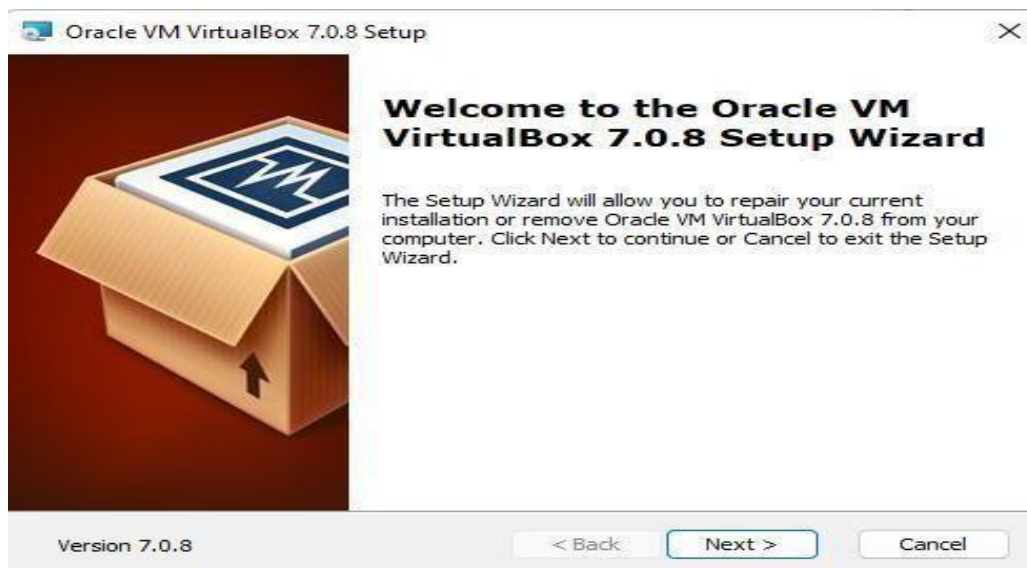 Oracle VM VirtualBox 7.0.8 Setup
Welcome to the Oracle VM
VirtualBox 7.0.8 Setup Wizard
The Setup Wizard will allow you to repair your current
installation or remove Oracle VM VirtualBox 7.0.8 from your
computer. Click Next to continue or Cancel to exit the Setup
Wizard.
Version 7.0.8
< Back
Next >
Cancel